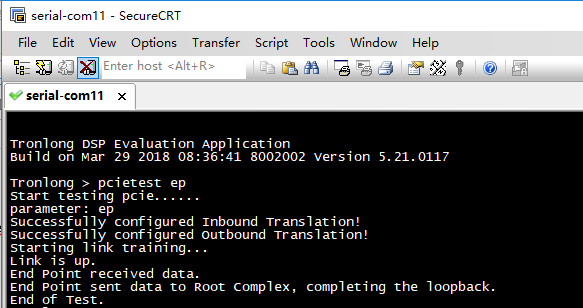 serial-com11 - SecureCRT
File Edit View Options Transfer Script Tools Window Help
Enter host <Alt+R>
serial-com11
Tronlong DSP Evaluation Application
Build on Mar 29 2018 08:36:41 8002002 Version 5.21.0117
Tronlong > pcietest ep
Start testing pcie......
parameter: ep
Successfully configured Inbound Translation!
Successfully configured Outbound Translation!
Starting link training...
Link is up.
End Point received data.
End Point sent data to Root Complex, completing the loopback.
End of Test.